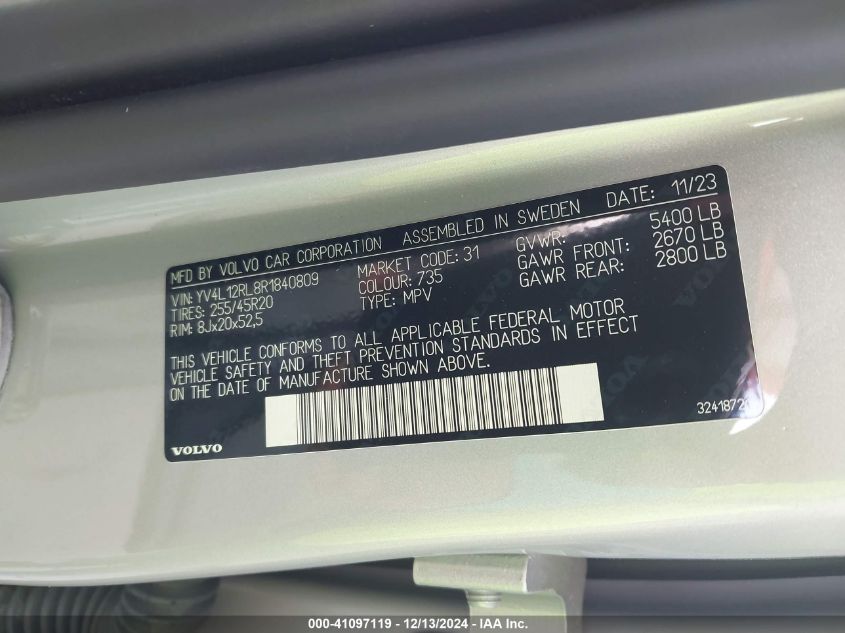 MFD BY VOLVO CAR CORPORATION ASSEMBLED IN SWEDEN DATE: 11/23
VIN: YV4L12RL8R1840809 MARKET CODE: 31 GVWR: 5400 LB
TIRES: 255/45R20 COLOUR: 735 GAWR FRONT: 2670 LB
RIM: 8Jx20x52,5 TYPE: MPV GAWR REAR: 2800 LB
THIS VEHICLE CONFORMS TO ALL APPLICABLE FEDERAL MOTOR
VEHICLE SAFETY AND THEFT PREVENTION STANDARDS IN EFFECT
ON THE DATE OF MANUFACTURE SHOWN ABOVE.
VOLVO
000-41097119 / 12/13/2024 - IAA Inc.